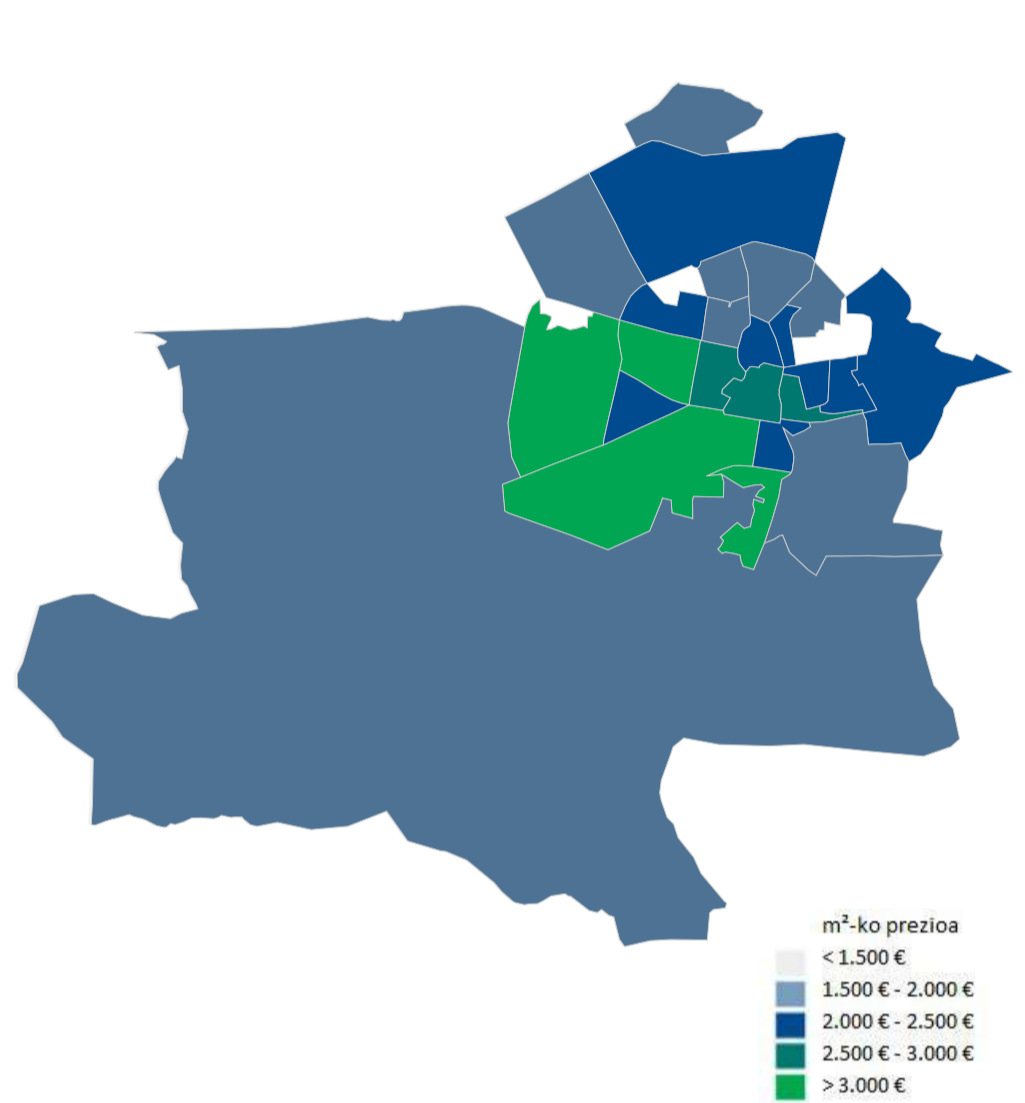 m²-ko prezioa
< 1.500 €
1.500 € - 2.000 €
2.000 € - 2.500 €
2.500 € - 3.000 €
> 3.000 €